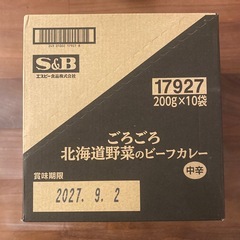 S&B
エスビー食品株式会社
17927
200g×10袋
ごろごろ
北海道野菜のビーフカレー
中辛
賞味期限
2027.9.2